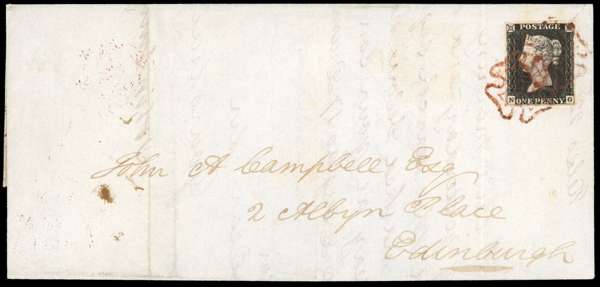 POSTAGE
N ONE PENNY G
John A Campbell Esq
2 Albyn Place
Edinburgh